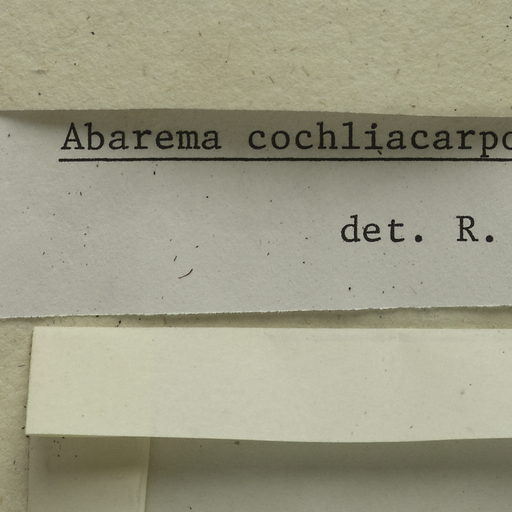 Abarema cochliacarpo
det. R.